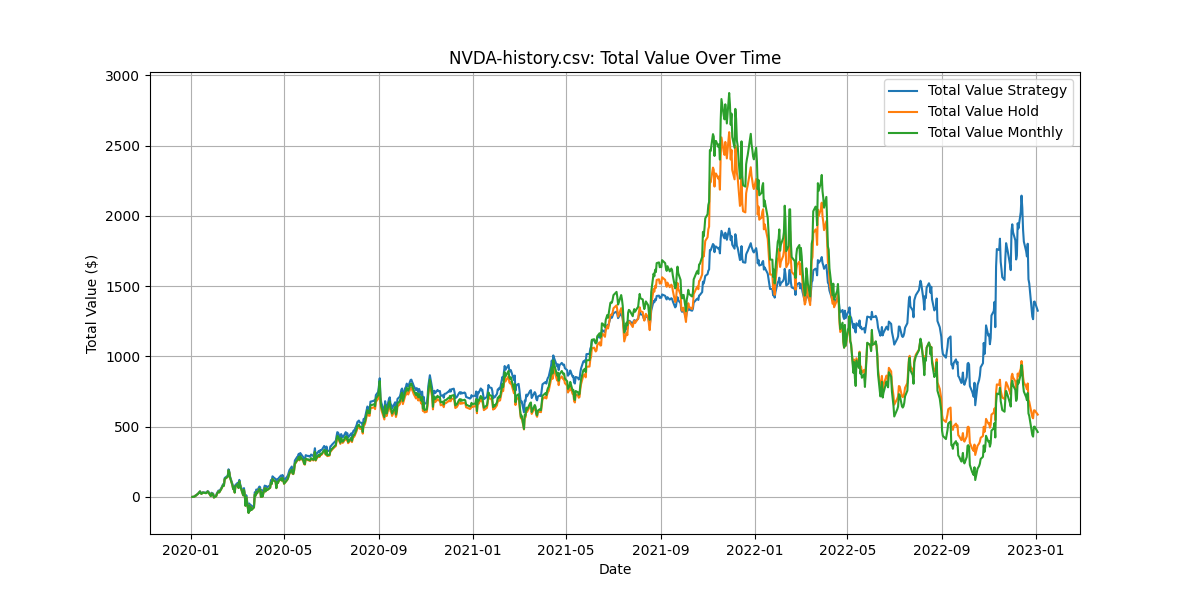 NVDA-history.csv: Total Value Over Time
Total Value ($)
3000
2500
2000
1500
1000
500
0
Total Value Strategy
Total Value Hold
Total Value Monthly
2020-01 2020-05 2020-09 2021-01 2021-05 2021-09 2022-01 2022-05 2022-09 2023-01
Date